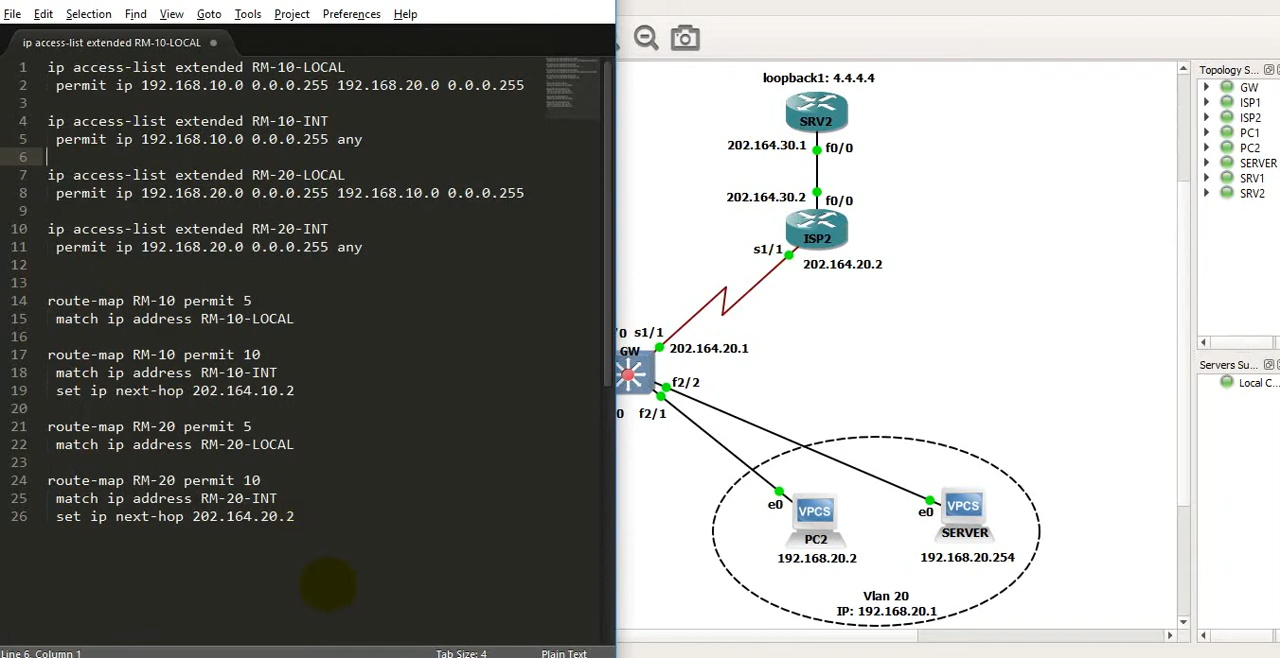 File Edit Selection Find View Goto Tools Project Preferences Help
ip access-list extended RM-10-LOCAL
1 ip access-list extended RM-10-LOCAL
2 permit ip 192.168.10.0 0.0.0.255 192.168.20.0 0.0.0.255
3
4 ip access-list extended RM-10-INT
5 permit ip 192.168.10.0 0.0.0.255 any
6
7 ip access-list extended RM-20-LOCAL
8 permit ip 192.168.20.0 0.0.0.255 192.168.10.0 0.0.0.255
9
10 ip access-list extended RM-20-INT
11 permit ip 192.168.20.0 0.0.0.255 any
12
13
14 route-map RM-10 permit 5
15 match ip address RM-10-LOCAL
16
17 route-map RM-10 permit 10
18 match ip address RM-10-INT
19 set ip next-hop 202.164.10.2
20
21 route-map RM-20 permit 5
22 match ip address RM-20-LOCAL
23
24 route-map RM-20 permit 10
25 match ip address RM-20-INT
26 set ip next-hop 202.164.20.2
Line 6, Column 1
Tab Size: 4
Plain Text
loopback1: 4.4.4.4
SRV2
202.164.30.1
f0/0
202.164.30.2
f0/0
ISP2
s1/1
202.164.20.2
/0 s1/1
GW
202.164.20.1
f2/2
0 f2/1
e0
VPCS
PC2
192.168.20.2
e0
VPCS
SERVER
192.168.20.254
Vlan 20
IP: 192.168.20.1
Topology S...
GW
ISP1
ISP2
PC1
PC2
SERVER
SRV1
SRV2
Servers Su...
Local C...